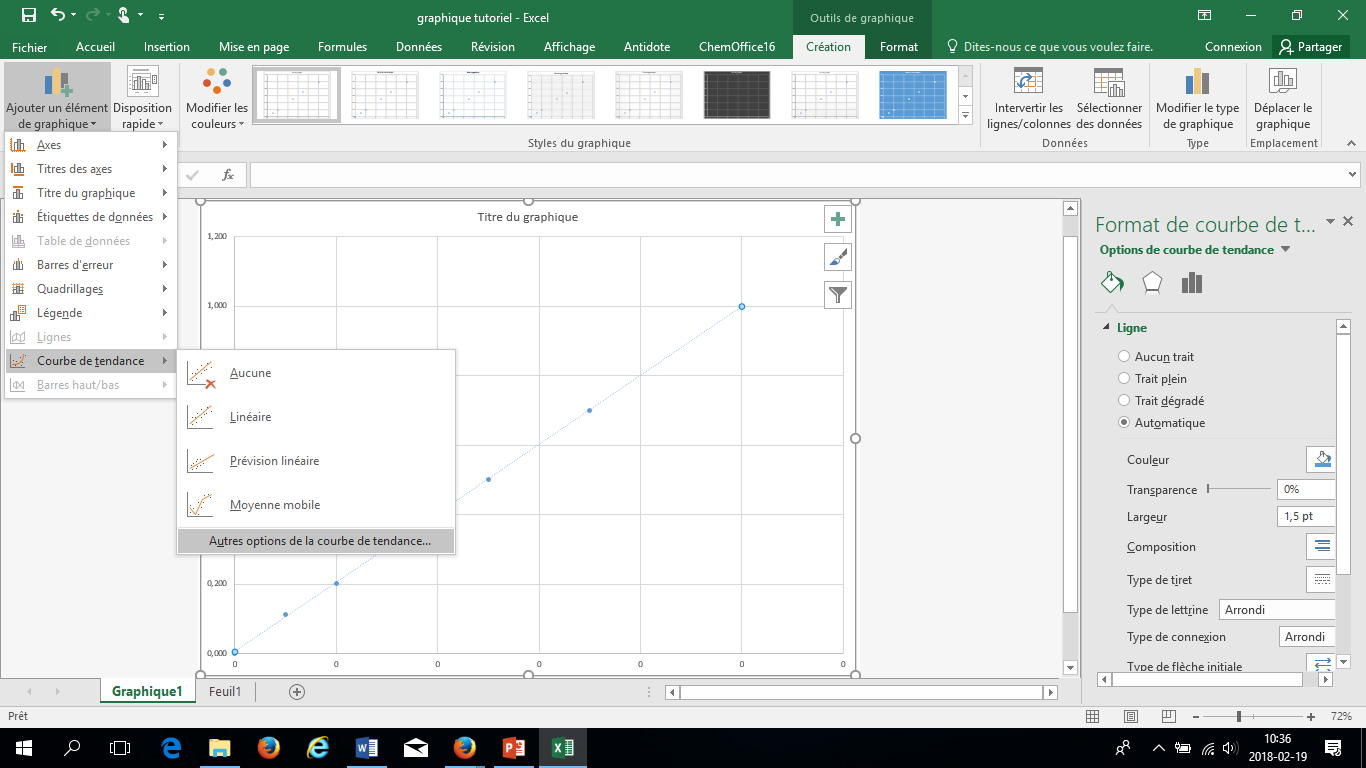 graphique tutoriel - Excel
Outils de graphique
Fichier Accueil Insertion Mise en page Formules Données Révision Affichage Antidote ChemOffice16 Création Format Dites-nous ce que vous voulez faire. Connexion Partager
Ajouter un élément de graphique
Disposition rapide
Modifier les couleurs
Intervertir les lignes/colonnes
Sélectionner des données
Modifier le type de graphique
Déplacer le graphique
Styles du graphique
Données
Type
Emplacement
fx
Axes
Titres des axes
Titre du graphique
Étiquettes de données
Table de données
Barres d'erreur
Quadrillages
Légende
Lignes
Courbe de tendance
Barres haut/bas
Aucune
Linéaire
Prévision linéaire
Moyenne mobile
Autres options de la courbe de tendance...
Titre du graphique
1,200
1,000
0,200
0,000
0 0 0 0 0 0 0
Format de courbe de t...
Options de courbe de tendance
Ligne
Aucun trait
Trait plein
Trait dégradé
Automatique
Couleur
Transparence 0%
Largeur 1,5 pt
Composition
Type de tiret
Type de lettrine Arrondi
Type de connexion Arrondi
Type de flèche initiale
Graphique1 Feuil1
Prêt
72%
10:36
2018-02-19